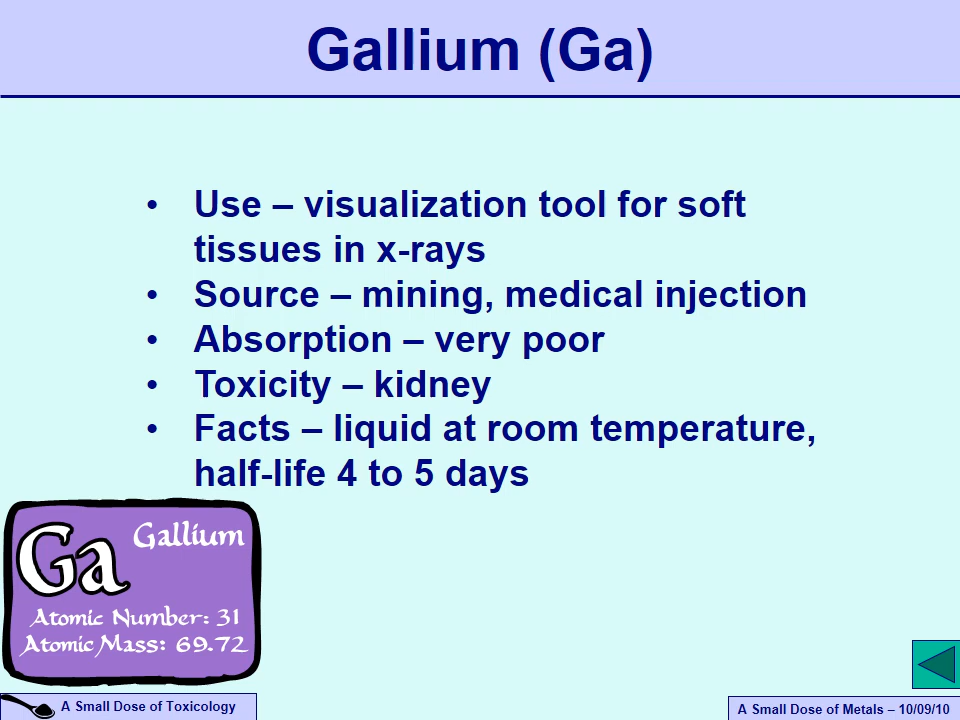 Gallium (Ga)
• Use – visualization tool for soft
tissues in x-rays
• Source – mining, medical injection
• Absorption – very poor
• Toxicity – kidney
• Facts – liquid at room temperature,
half-life 4 to 5 days
Ga Gallium
Atomic Number: 31
Atomic Mass: 69.72
A Small Dose of Toxicology
A Small Dose of Metals – 10/09/10